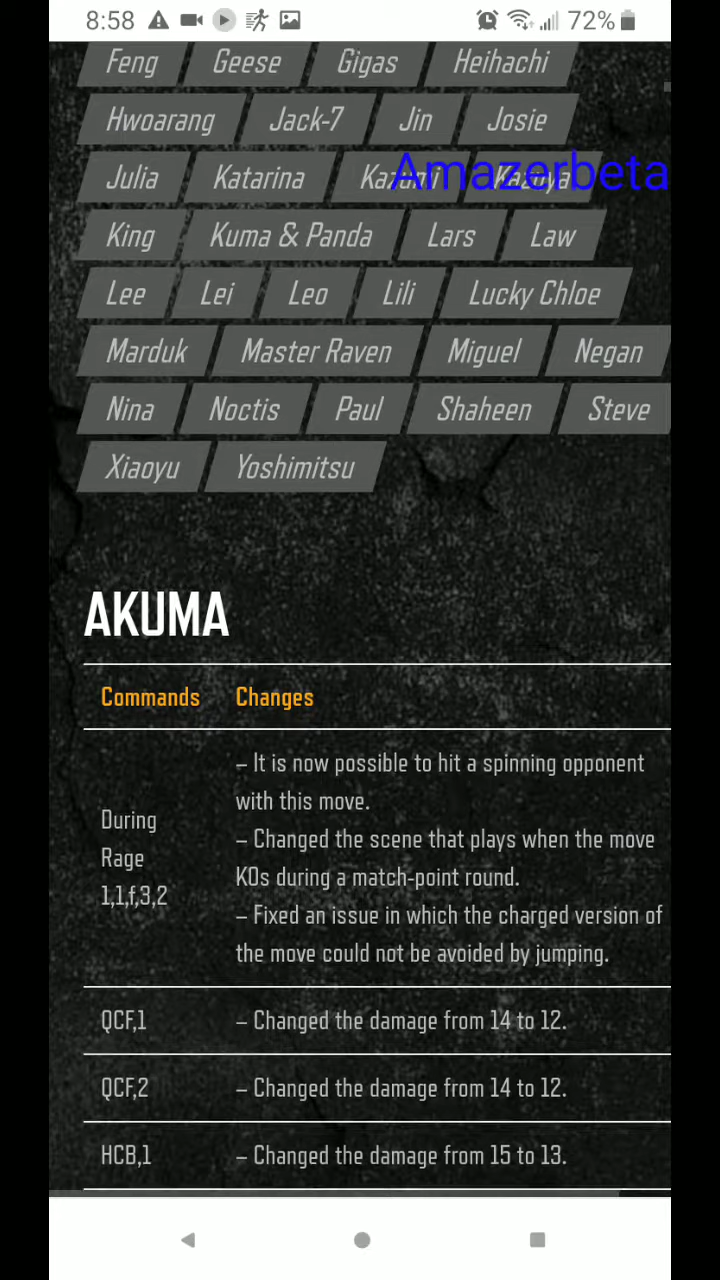 8:58 72%
Feng Geese Gigas Heihachi
Hwoarang Jack-7 Jin Josie
Julia Katarina Kazumi Kazuya
Amazerbeta
King Kuma & Panda Lars Law
Lee Lei Leo Lili Lucky Chloe
Marduk Master Raven Miguel Negan
Nina Noctis Paul Shaheen Steve
Xiaoyu Yoshimitsu
AKUMA
Commands Changes
During
Rage
1,1,f,3,2
– It is now possible to hit a spinning opponent
with this move.
– Changed the scene that plays when the move
KOs during a match-point round.
– Fixed an issue in which the charged version of
the move could not be avoided by jumping.
QCF,1 – Changed the damage from 14 to 12.
QCF,2 – Changed the damage from 14 to 12.
HCB,1 – Changed the damage from 15 to 13.